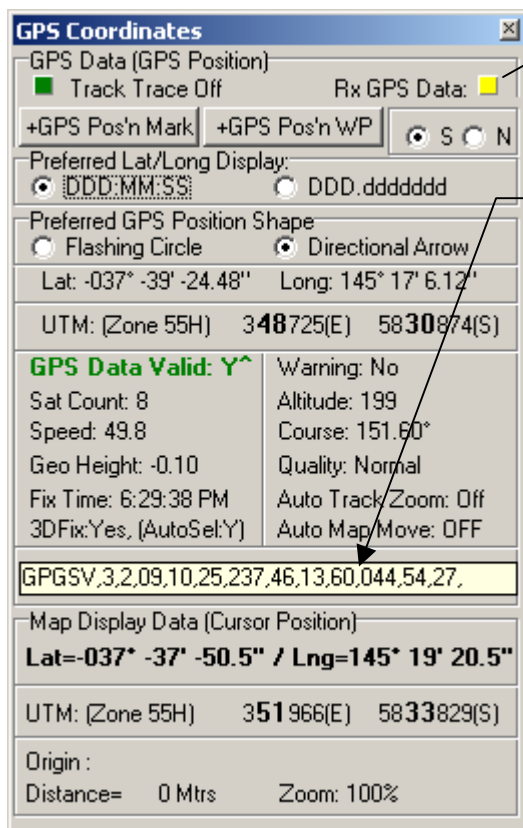 GPS Coordinates
GPS Data (GPS Position)
Track Trace Off Rx GPS Data:
+GPS Pos'n Mark +GPS Pos'n WP S N
Preferred Lat/Long Display:
DDD:MM:SS DDD.ddddddd
Preferred GPS Position Shape
Flashing Circle Directional Arrow
Lat: -037° -39' -24.48" Long: 145° 17' 6.12"
UTM: (Zone 55H) 348725(E) 5830874(S)
GPS Data Valid: Y^ Warning: No
Sat Count: 8 Altitude: 199
Speed: 49.8 Course: 151.60°
Geo Height: -0.10 Quality: Normal
Fix Time: 6:29:38 PM Auto Track Zoom: Off
3DFix:Yes, (AutoSel:Y) Auto Map Move: OFF
GPGSV,3,2,09,10,25,237,46,13,60,044,54,27,
Map Display Data (Cursor Position)
Lat=-037° -37' -50.5" / Lng=145° 19' 20.5"
UTM: (Zone 55H) 351966(E) 5833829(S)
Origin :
Distance= 0 Mtrs Zoom: 100%